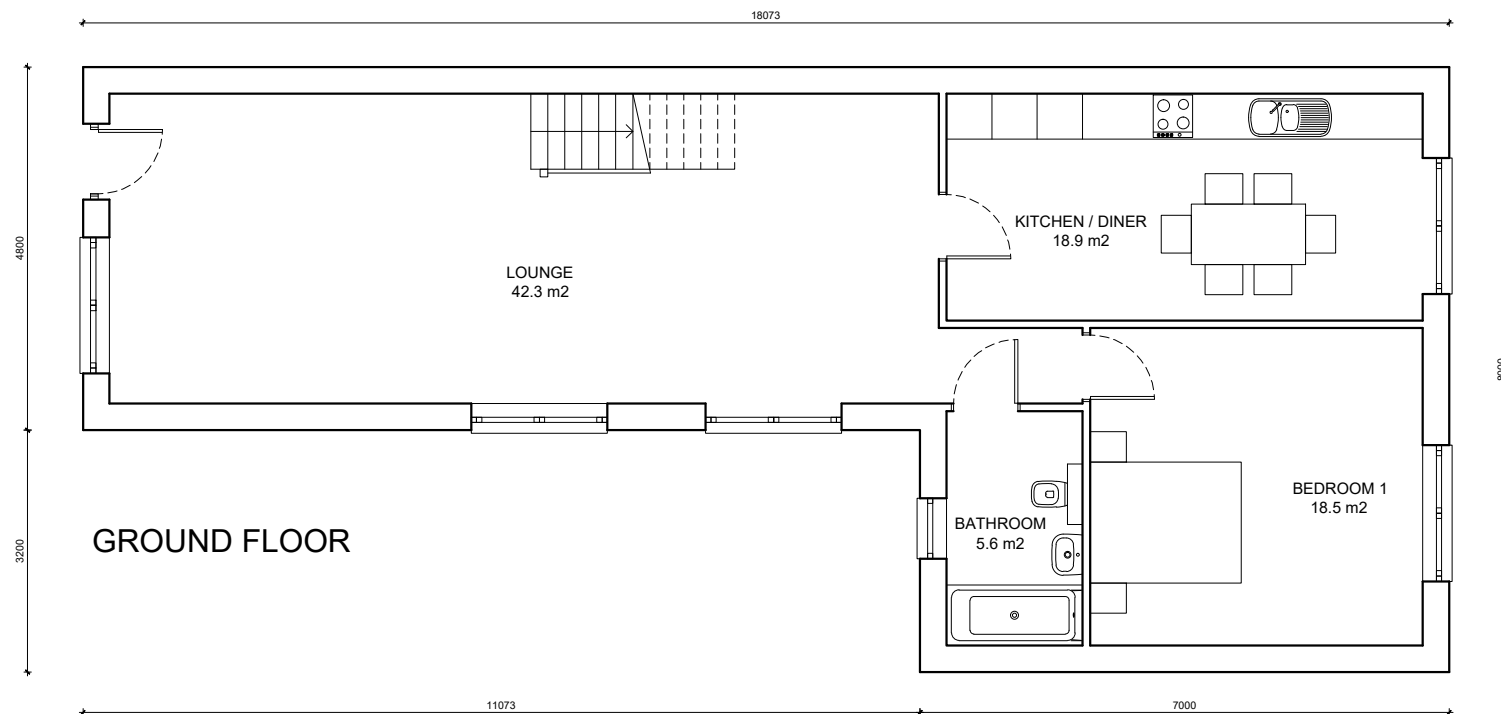 18073
4800
KITCHEN / DINER
18.9 m2
LOUNGE
42.3 m2
8000
BEDROOM 1
18.5 m2
BATHROOM
5.6 m2
GROUND FLOOR
3200
11073
7000